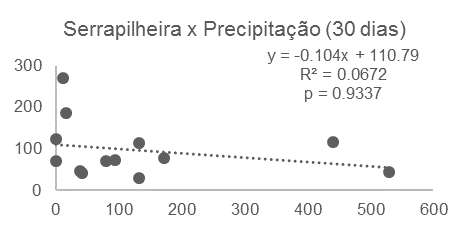 Serrapilheira x Precipitação (30 dias)
y = -0.104x + 110.79
R² = 0.0672
p = 0.9337
300
200
100
0
0 100 200 300 400 500 600